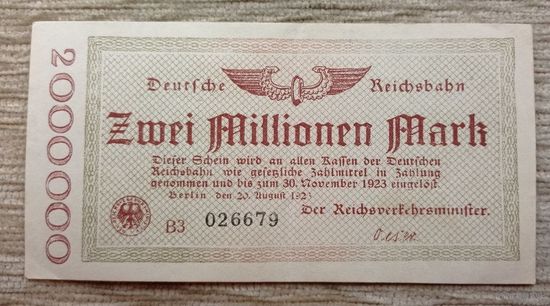 2000000
Deutsche Reichsbahn
Zwei Millionen Mark
Dieser Schein wird an allen Kassen der Deutschen
Reichsbahn wie gesetzliche Zahlmittel in Zahlung
genommen und bis zum 30. November 1923 eingelöst.
Berlin den 20. August 1923
Der Reichsverkehrsminister.
B3 026679